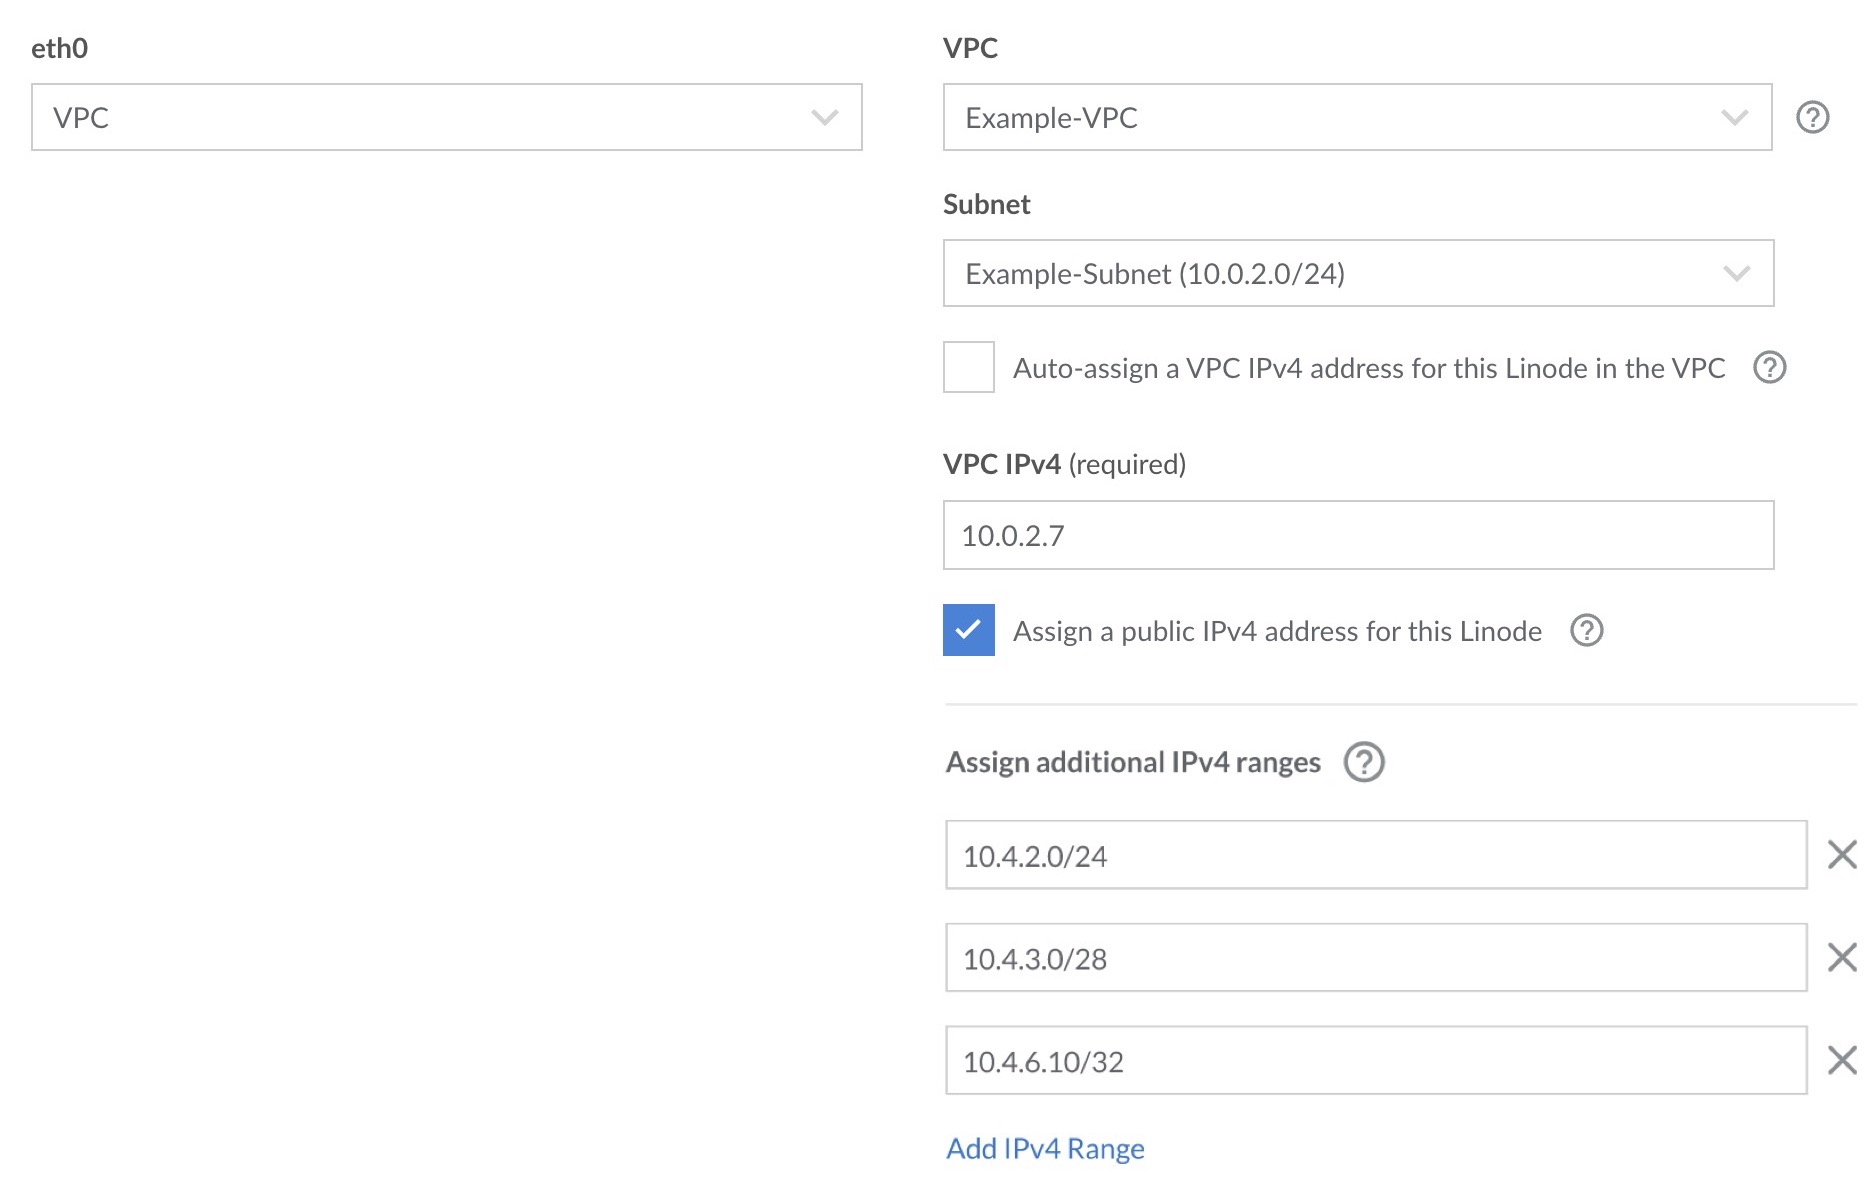 eth0
VPC
VPC
Example-VPC
Subnet
Example-Subnet (10.0.2.0/24)
Auto-assign a VPC IPv4 address for this Linode in the VPC
VPC IPv4 (required)
10.0.2.7
Assign a public IPv4 address for this Linode
Assign additional IPv4 ranges
10.4.2.0/24
10.4.3.0/28
10.4.6.10/32
Add IPv4 Range